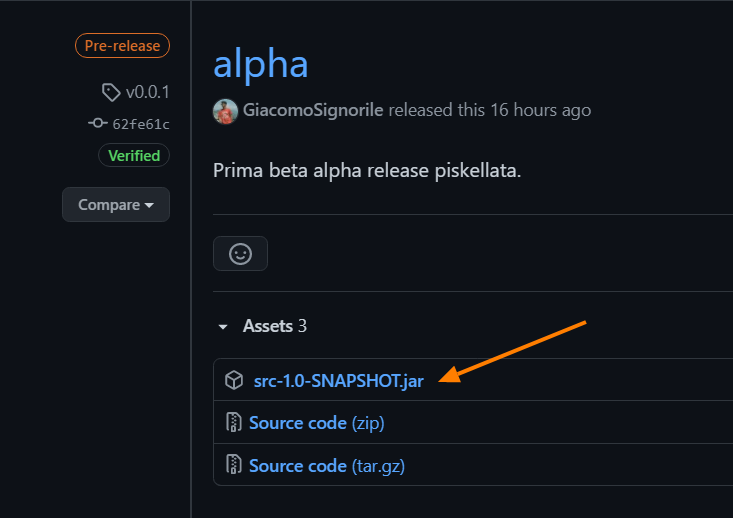 Pre-release
v0.0.1
62fe61c
Verified
Compare
alpha
GiacomoSignorile released this 16 hours ago
Prima beta alpha release piskellata.
Assets 3
src-1.0-SNAPSHOT.jar
Source code (zip)
Source code (tar.gz)